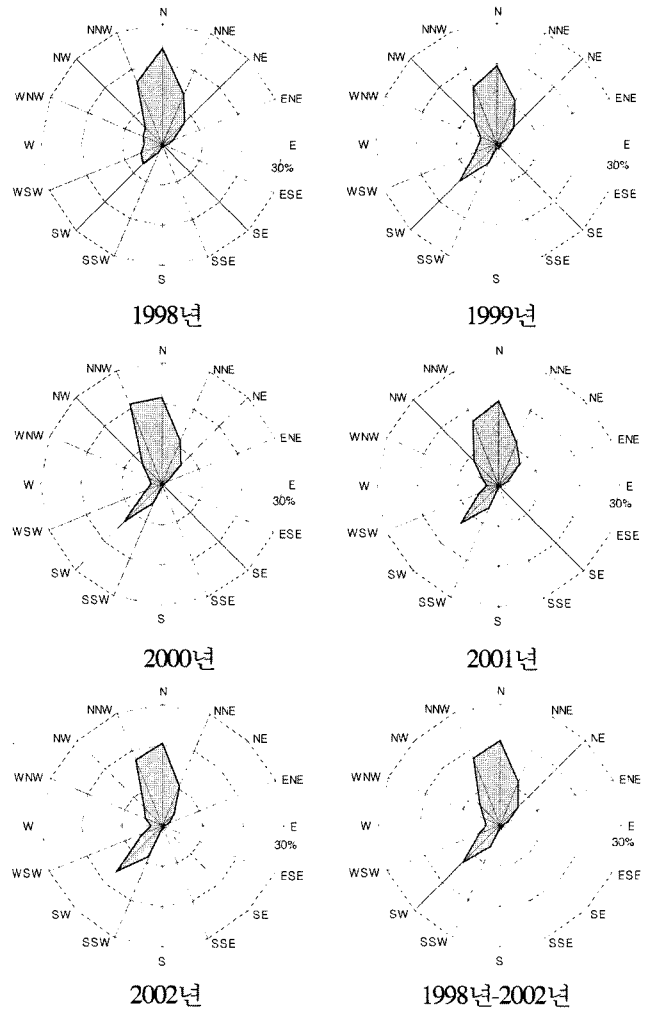 N
NNW
NNE
NW
NE
WNW
ENE
W
E
30%
WSW
ESE
SW
SE
SSW
SSE
S
1998년
N
NNW
NNE
NW
NE
WNW
ENE
W
E
30%
WSW
ESE
SW
SE
SSW
SSE
S
1999년
N
NNW
NNE
NW
NE
WNW
ENE
W
E
30%
WSW
ESE
SW
SE
SSW
SSE
S
2000년
N
NNW
NNE
NW
NE
WNW
ENE
W
E
30%
WSW
ESE
SW
SE
SSW
SSE
S
2001년
N
NNW
NNE
NW
NE
WNW
ENE
W
E
30%
WSW
ESE
SW
SE
SSW
SSE
S
2002년
N
NNW
NNE
NW
NE
WNW
ENE
W
E
30%
WSW
ESE
SW
SE
SSW
SSE
S
1998년-2002년